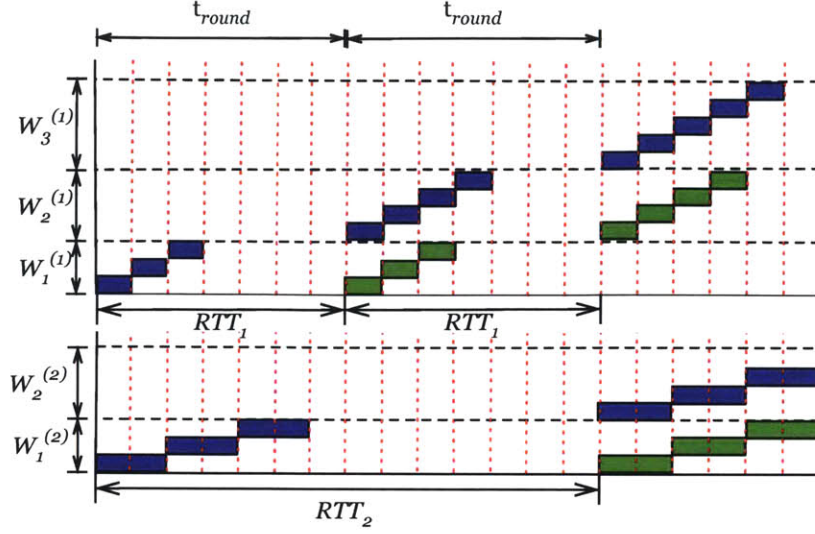 t_round t_round
W_3^(1)
W_2^(1)
W_1^(1)
RTT_1 RTT_1
W_2^(2)
W_1^(2)
RTT_2